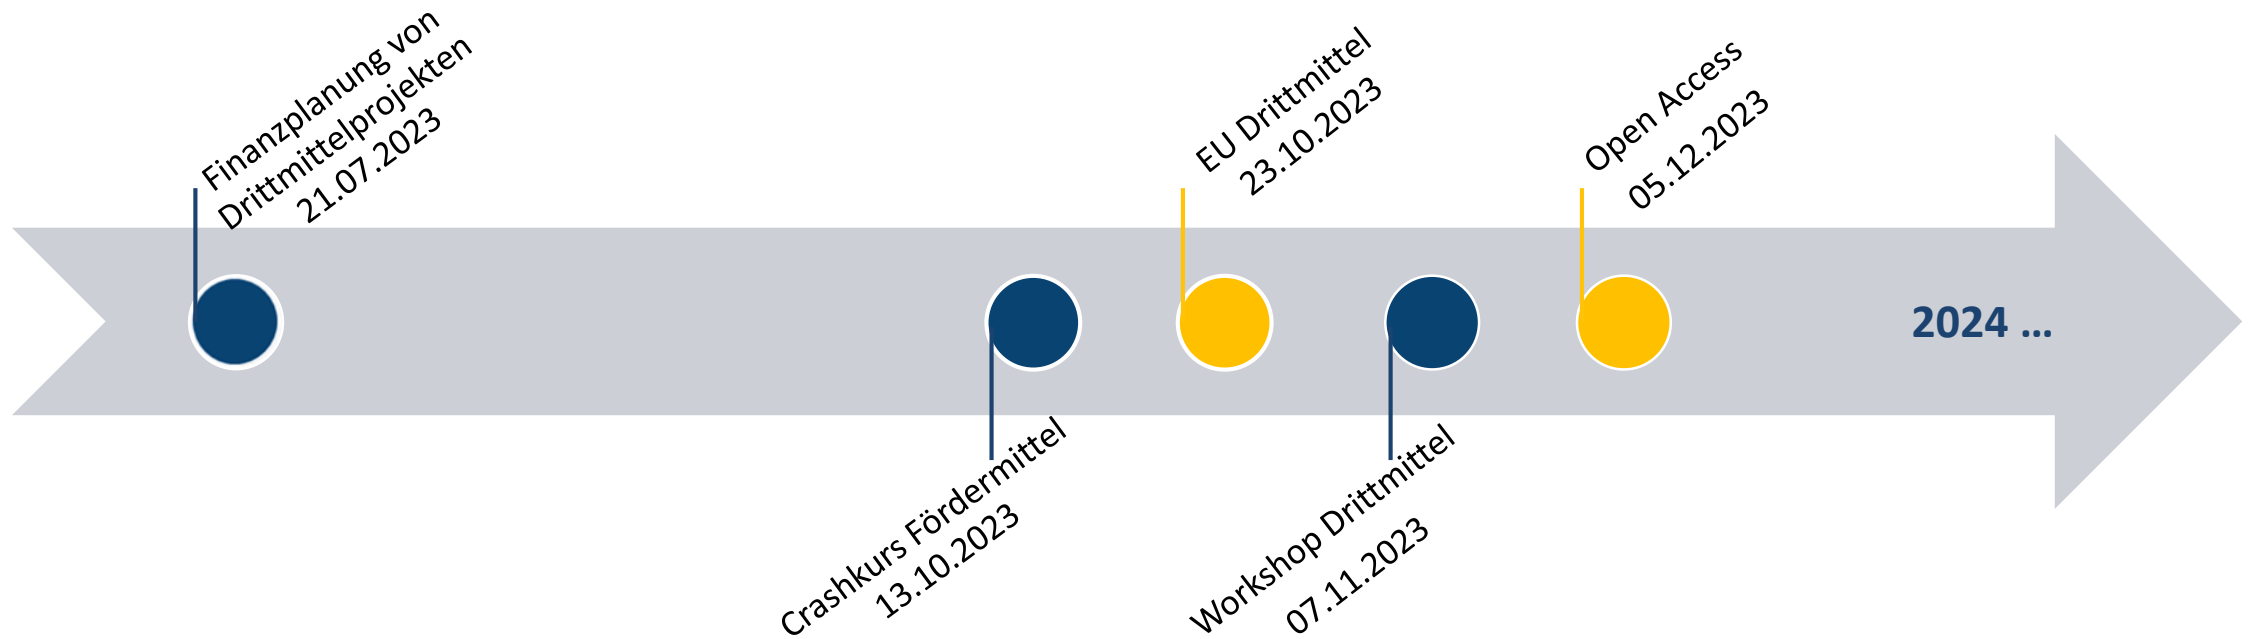 Finanzplanung von
Drittmittelprojekten
21.07.2023
Crashkurs Fördermittel
13.10.2023
EU Drittmittel
23.10.2023
Workshop Drittmittel
07.11.2023
Open Access
05.12.2023
2024 ...